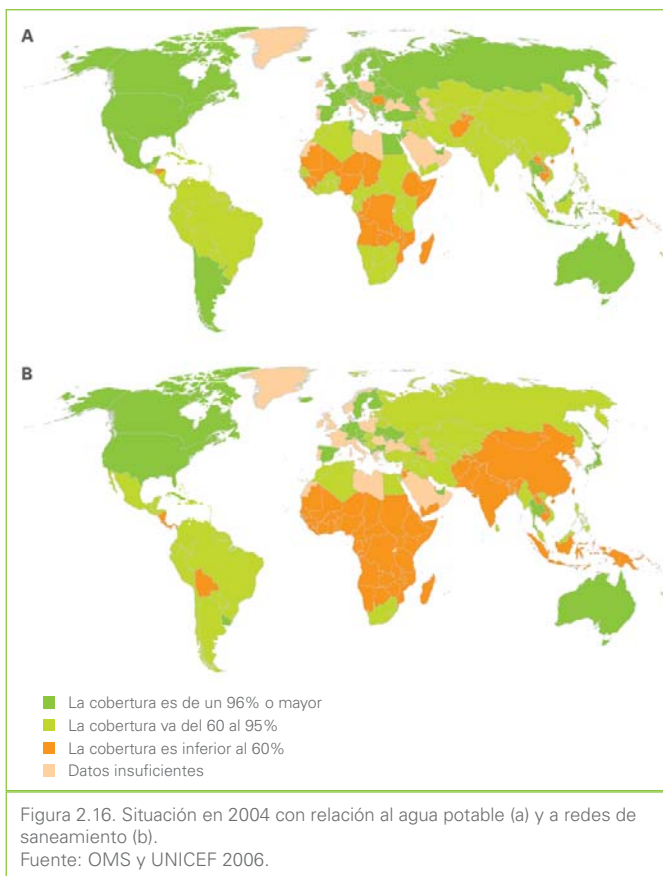 A
B
La cobertura es de un 96% o mayor
La cobertura va del 60 al 95%
La cobertura es inferior al 60%
Datos insuficientes
Figura 2.16. Situación en 2004 con relación al agua potable (a) y a redes de
saneamiento (b).
Fuente: OMS y UNICEF 2006.